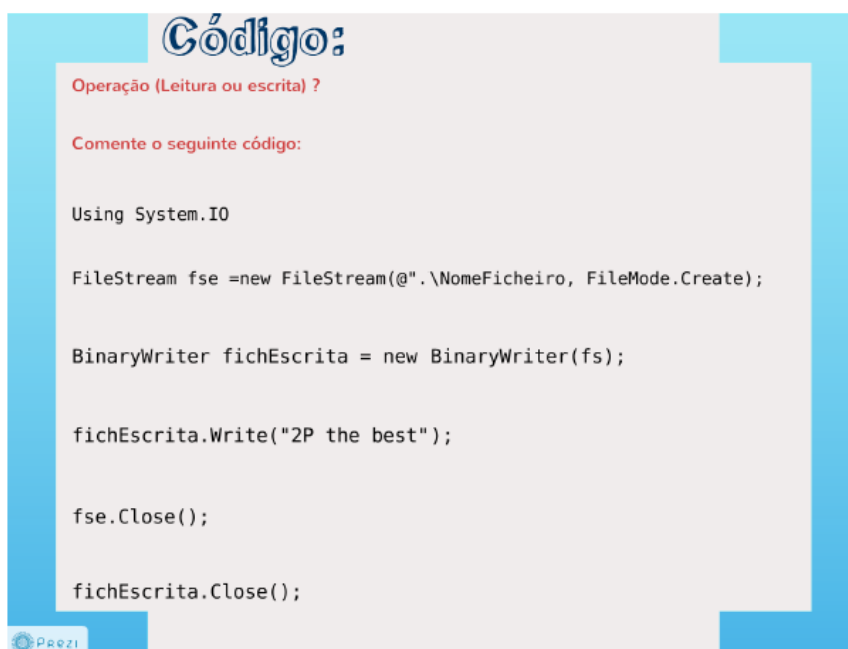 Código:
Operação (Leitura ou escrita) ?
Comente o seguinte código:
Using System.IO
FileStream fse =new FileStream(@".\NomeFicheiro, FileMode.Create);
BinaryWriter fichEscrita = new BinaryWriter(fs);
fichEscrita.Write("2P the best");
fse.Close();
fichEscrita.Close();
Prezi